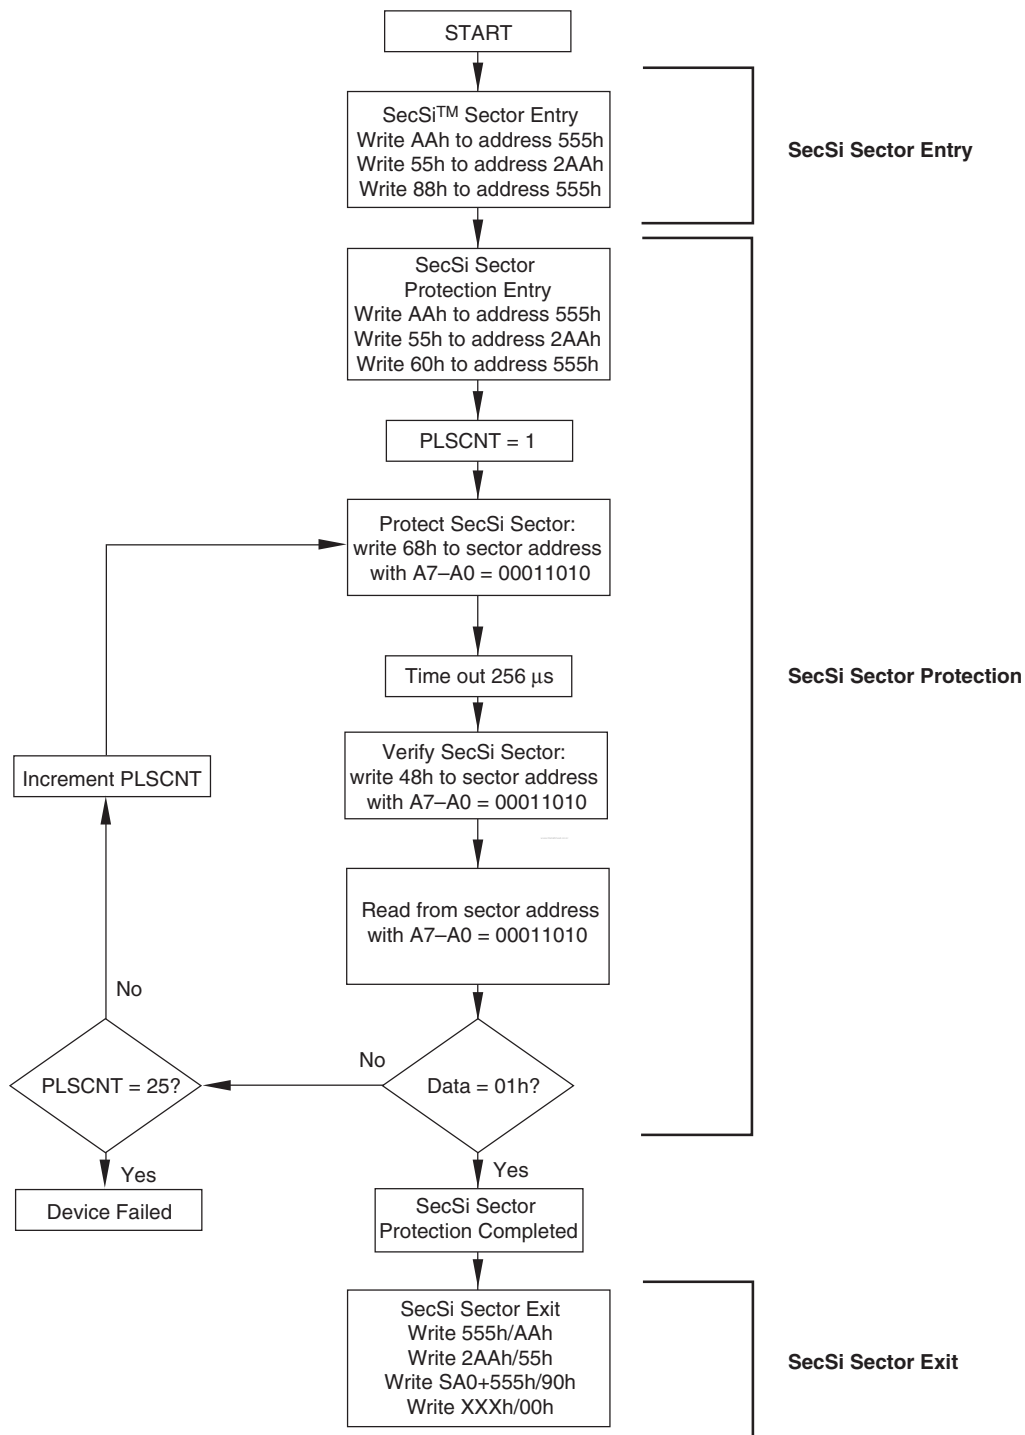 START
SecSi™ Sector Entry
Write AAh to address 555h
Write 55h to address 2AAh
Write 88h to address 555h
SecSi Sector Entry
SecSi Sector
Protection Entry
Write AAh to address 555h
Write 55h to address 2AAh
Write 60h to address 555h
PLSCNT = 1
Protect SecSi Sector:
write 68h to sector address
with A7–A0 = 00011010
Time out 256 μs
SecSi Sector Protection
Verify SecSi Sector:
write 48h to sector address
with A7–A0 = 00011010
Increment PLSCNT
Read from sector address
with A7–A0 = 00011010
No
No
PLSCNT = 25?
Data = 01h?
Yes
Yes
Device Failed
SecSi Sector
Protection Completed
SecSi Sector Exit
Write 555h/AAh
Write 2AAh/55h
Write SA0+555h/90h
Write XXXh/00h
SecSi Sector Exit